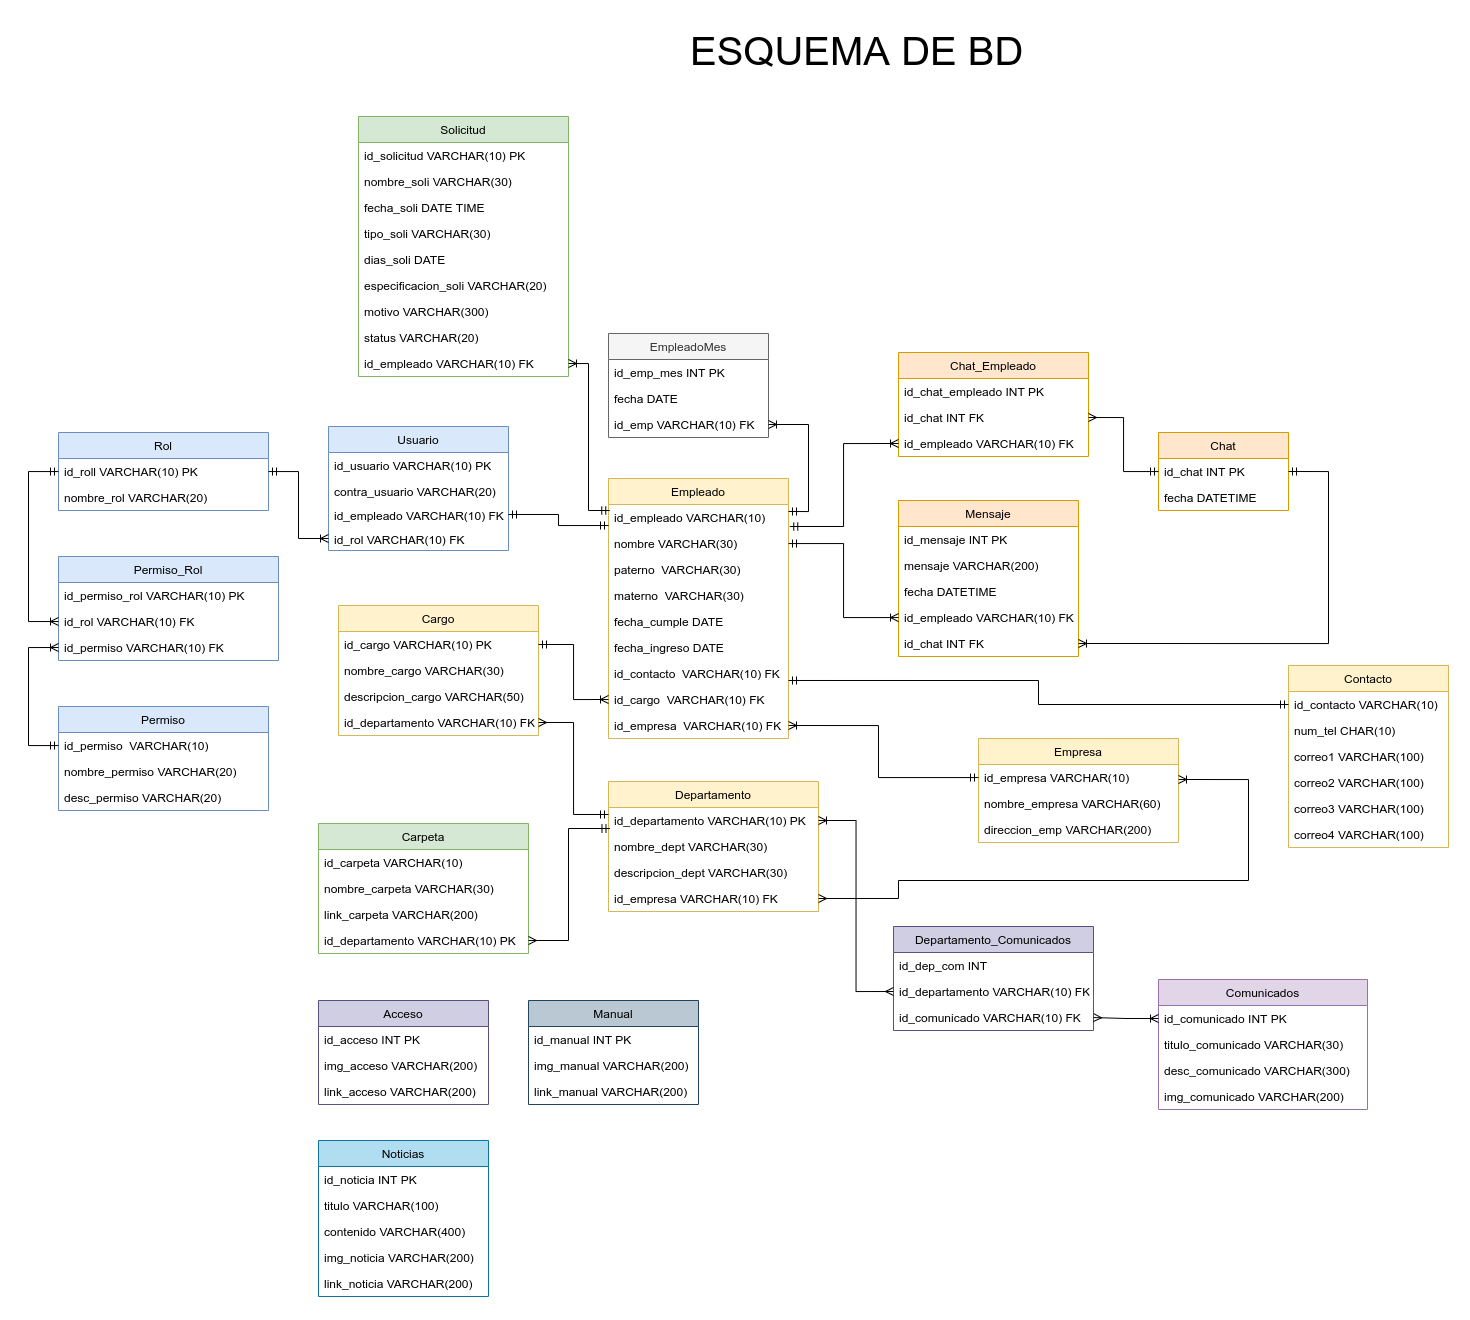 ESQUEMA DE BD
Solicitud
id_solicitud VARCHAR(10) PK
nombre_soli VARCHAR(30)
fecha_soli DATE TIME
tipo_soli VARCHAR(30)
dias_soli DATE
especificacion_soli VARCHAR(20)
motivo VARCHAR(300)
status VARCHAR(20)
id_empleado VARCHAR(10) FK
EmpleadoMes
id_emp_mes INT PK
fecha DATE
id_emp VARCHAR(10) FK
Chat_Empleado
id_chat_empleado INT PK
id_chat INT FK
id_empleado VARCHAR(10) FK
Rol
id_roll VARCHAR(10) PK
nombre_rol VARCHAR(20)
Usuario
id_usuario VARCHAR(10) PK
contra_usuario VARCHAR(20)
id_empleado VARCHAR(10) FK
id_rol VARCHAR(10) FK
Chat
id_chat INT PK
fecha DATETIME
Empleado
id_empleado VARCHAR(10)
nombre VARCHAR(30)
paterno  VARCHAR(30)
materno  VARCHAR(30)
fecha_cumple DATE
fecha_ingreso DATE
id_contacto  VARCHAR(10) FK
id_cargo  VARCHAR(10) FK
id_empresa  VARCHAR(10) FK
Mensaje
id_mensaje INT PK
mensaje VARCHAR(200)
fecha DATETIME
id_empleado VARCHAR(10) FK
id_chat INT FK
Permiso_Rol
id_permiso_rol VARCHAR(10) PK
id_rol VARCHAR(10) FK
id_permiso VARCHAR(10) FK
Cargo
id_cargo VARCHAR(10) PK
nombre_cargo VARCHAR(30)
descripcion_cargo VARCHAR(50)
id_departamento VARCHAR(10) FK
Contacto
id_contacto VARCHAR(10)
num_tel CHAR(10)
correo1 VARCHAR(100)
correo2 VARCHAR(100)
correo3 VARCHAR(100)
correo4 VARCHAR(100)
Permiso
id_permiso  VARCHAR(10)
nombre_permiso VARCHAR(20)
desc_permiso VARCHAR(20)
Empresa
id_empresa VARCHAR(10)
nombre_empresa VARCHAR(60)
direccion_emp VARCHAR(200)
Departamento
id_departamento VARCHAR(10) PK
nombre_dept VARCHAR(30)
descripcion_dept VARCHAR(30)
id_empresa VARCHAR(10) FK
Carpeta
id_carpeta VARCHAR(10)
nombre_carpeta VARCHAR(30)
link_carpeta VARCHAR(200)
id_departamento VARCHAR(10) PK
Departamento_Comunicados
id_dep_com INT
id_departamento VARCHAR(10) FK
id_comunicado VARCHAR(10) FK
Comunicados
id_comunicado INT PK
titulo_comunicado VARCHAR(30)
desc_comunicado VARCHAR(300)
img_comunicado VARCHAR(200)
Acceso
id_acceso INT PK
img_acceso VARCHAR(200)
link_acceso VARCHAR(200)
Manual
id_manual INT PK
img_manual VARCHAR(200)
link_manual VARCHAR(200)
Noticias
id_noticia INT PK
titulo VARCHAR(100)
contenido VARCHAR(400)
img_noticia VARCHAR(200)
link_noticia VARCHAR(200)